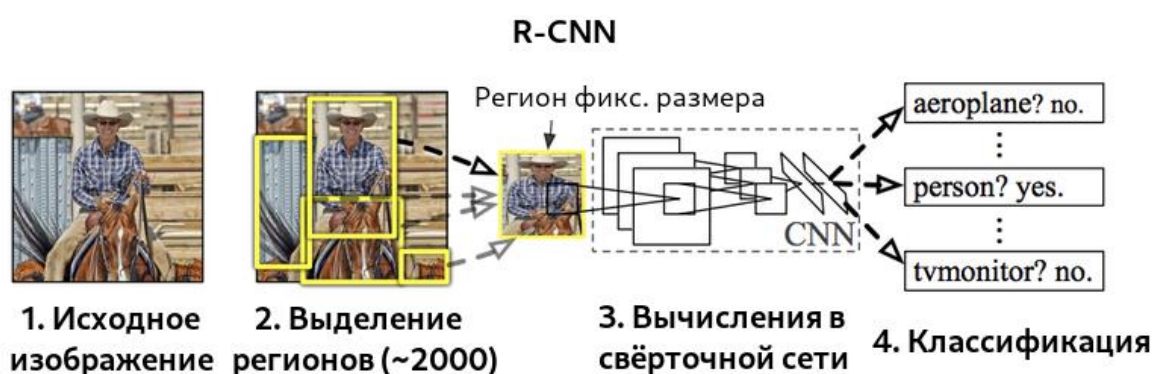 R-CNN
Регион фикс. размера
aeroplane? no.
person? yes.
tvmonitor? no.
CNN
1. Исходное
изображение
2. Выделение
регионов (~2000)
3. Вычисления в
свёрточной сети
4. Классификация